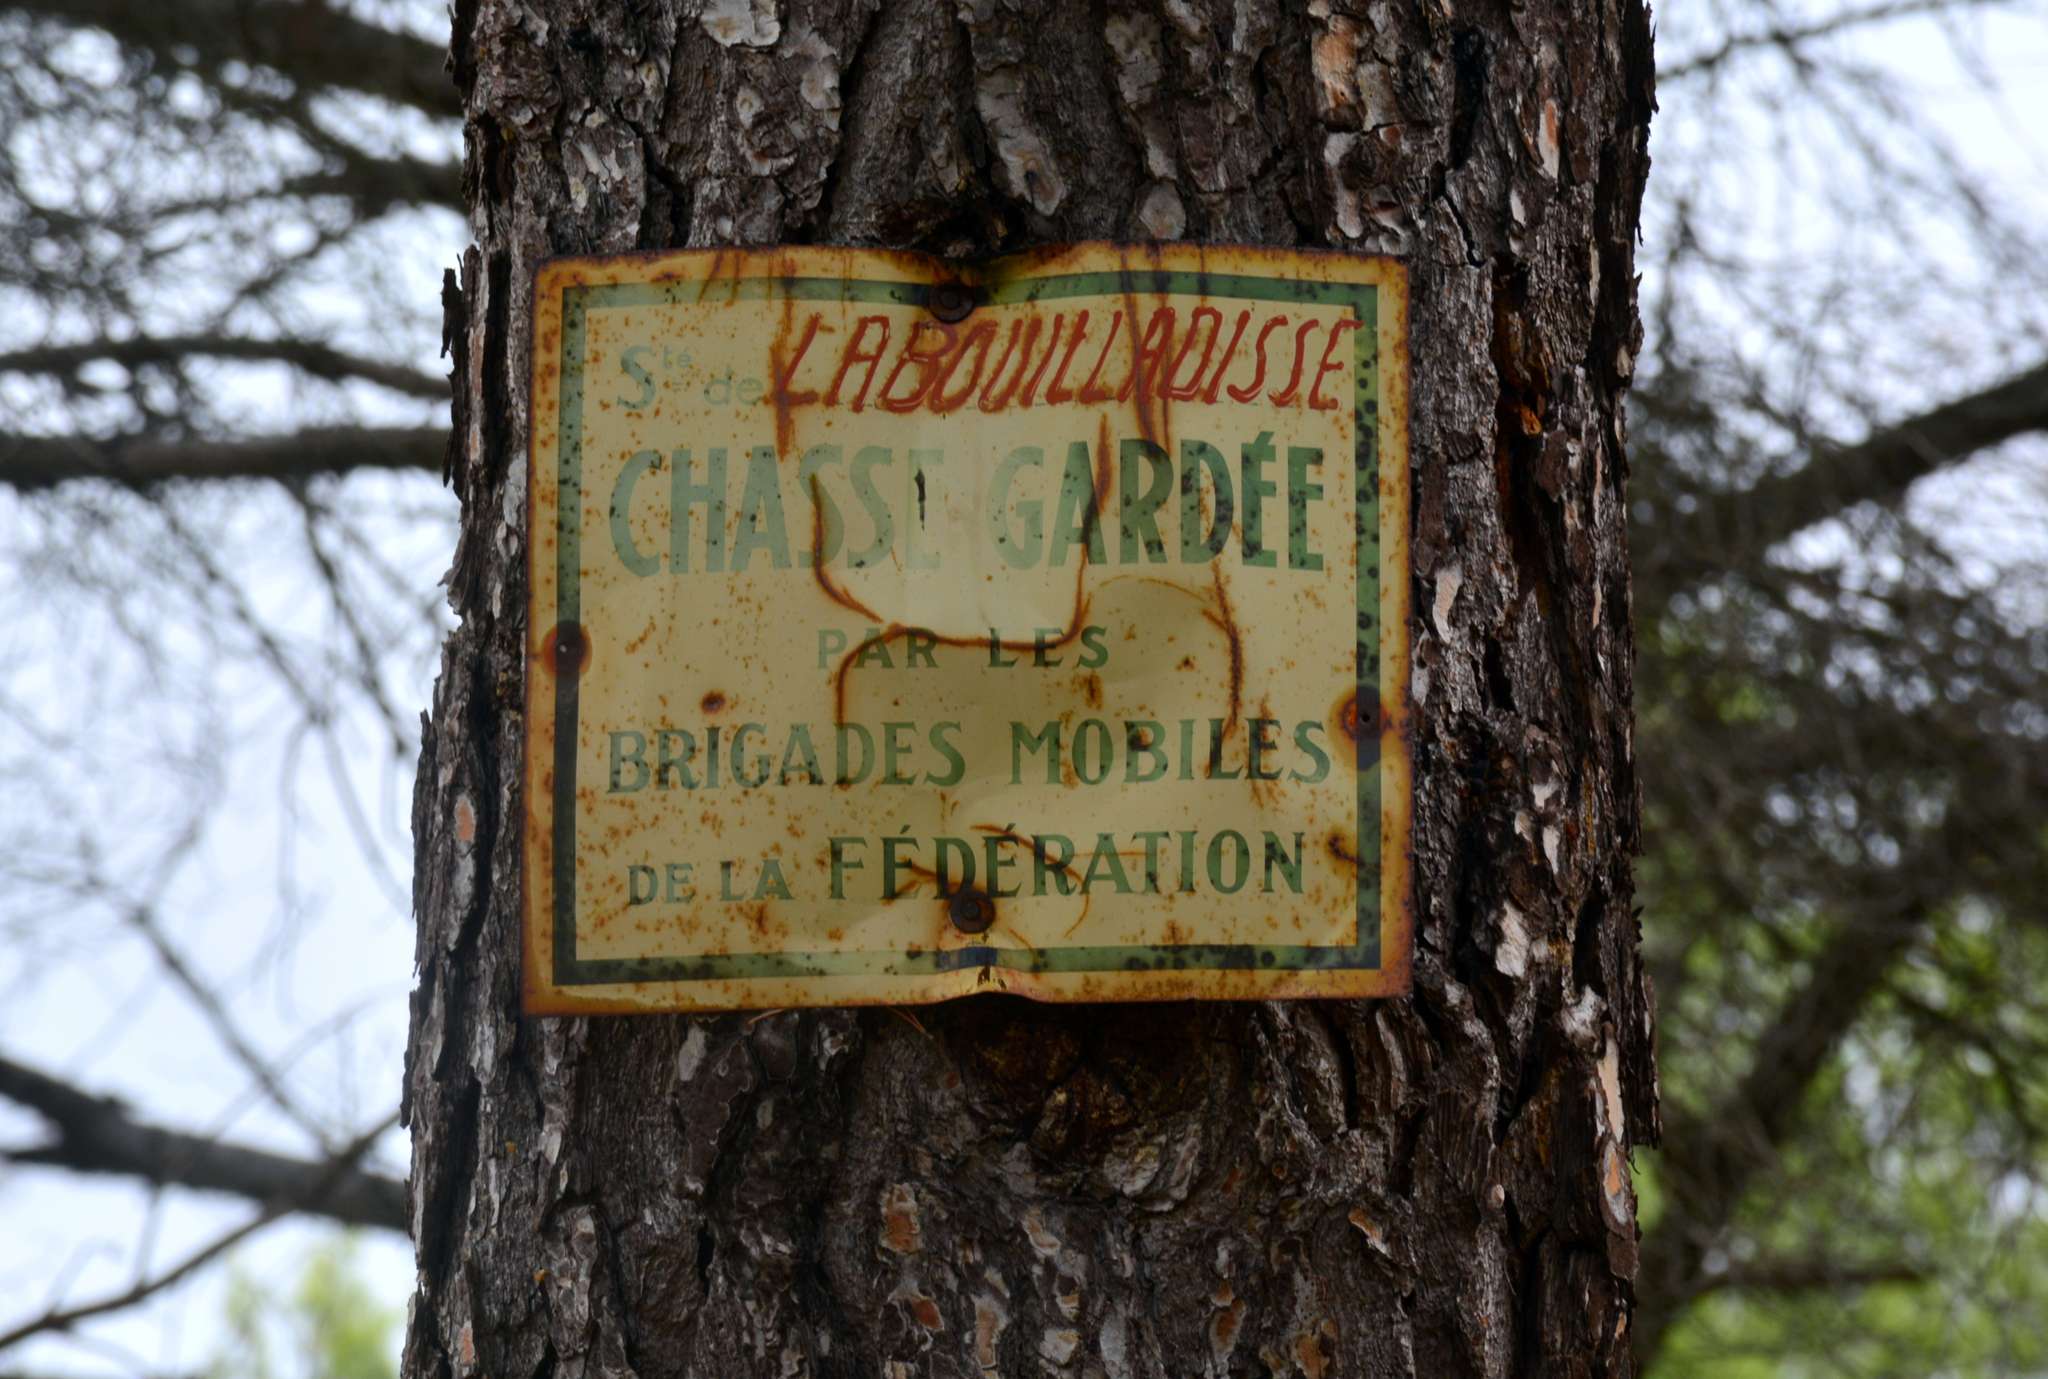 Sté de LABOUILLADISSE
CHASSE GARDÉE
PAR LES
BRIGADES MOBILES
DE LA FÉDÉRATION